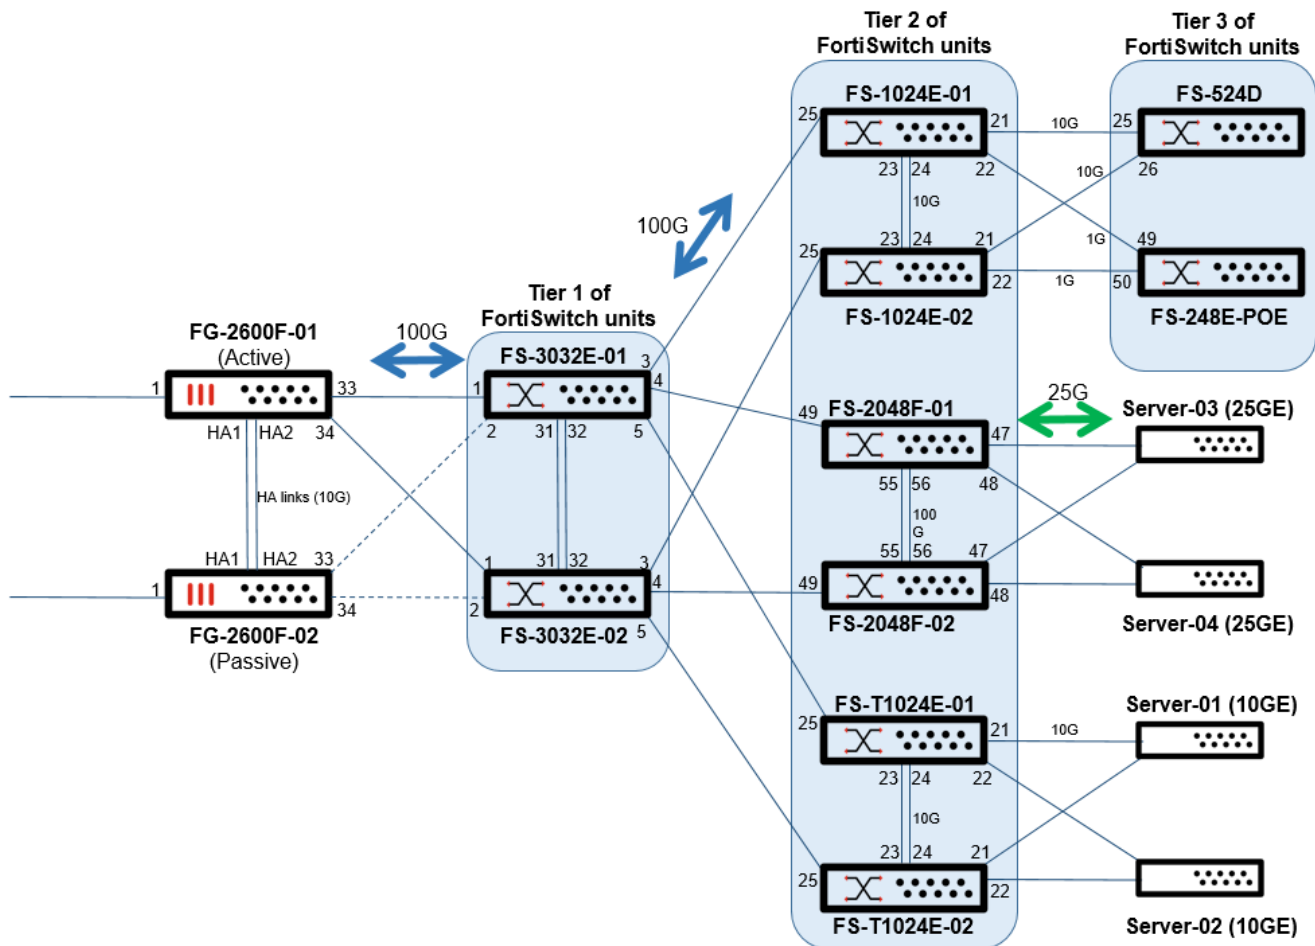 Tier 2 of
FortiSwitch units
Tier 3 of
FortiSwitch units
FS-1024E-01
FS-524D
25
21
10G
25
23 24
22
10G
26
10G
100G
25
23 24
21
1G
49
22
1G
50
FS-1024E-02
FS-248E-POE
Tier 1 of
FortiSwitch units
FG-2600F-01
(Active)
100G
FS-3032E-01
3
4
1
33
1
HA1 HA2 34
2
31 32
5
49
FS-2048F-01
25G
Server-03 (25GE)
47
55 56
48
100
G
HA links (10G)
HA1 HA2 33
1
31 32
3
55 56
47
1
34
2
4
49
48
FG-2600F-02
(Passive)
FS-3032E-02
5
FS-2048F-02
Server-04 (25GE)
FS-T1024E-01
Server-01 (10GE)
25
21
10G
23 24
22
10G
23 24
21
25
22
FS-T1024E-02
Server-02 (10GE)